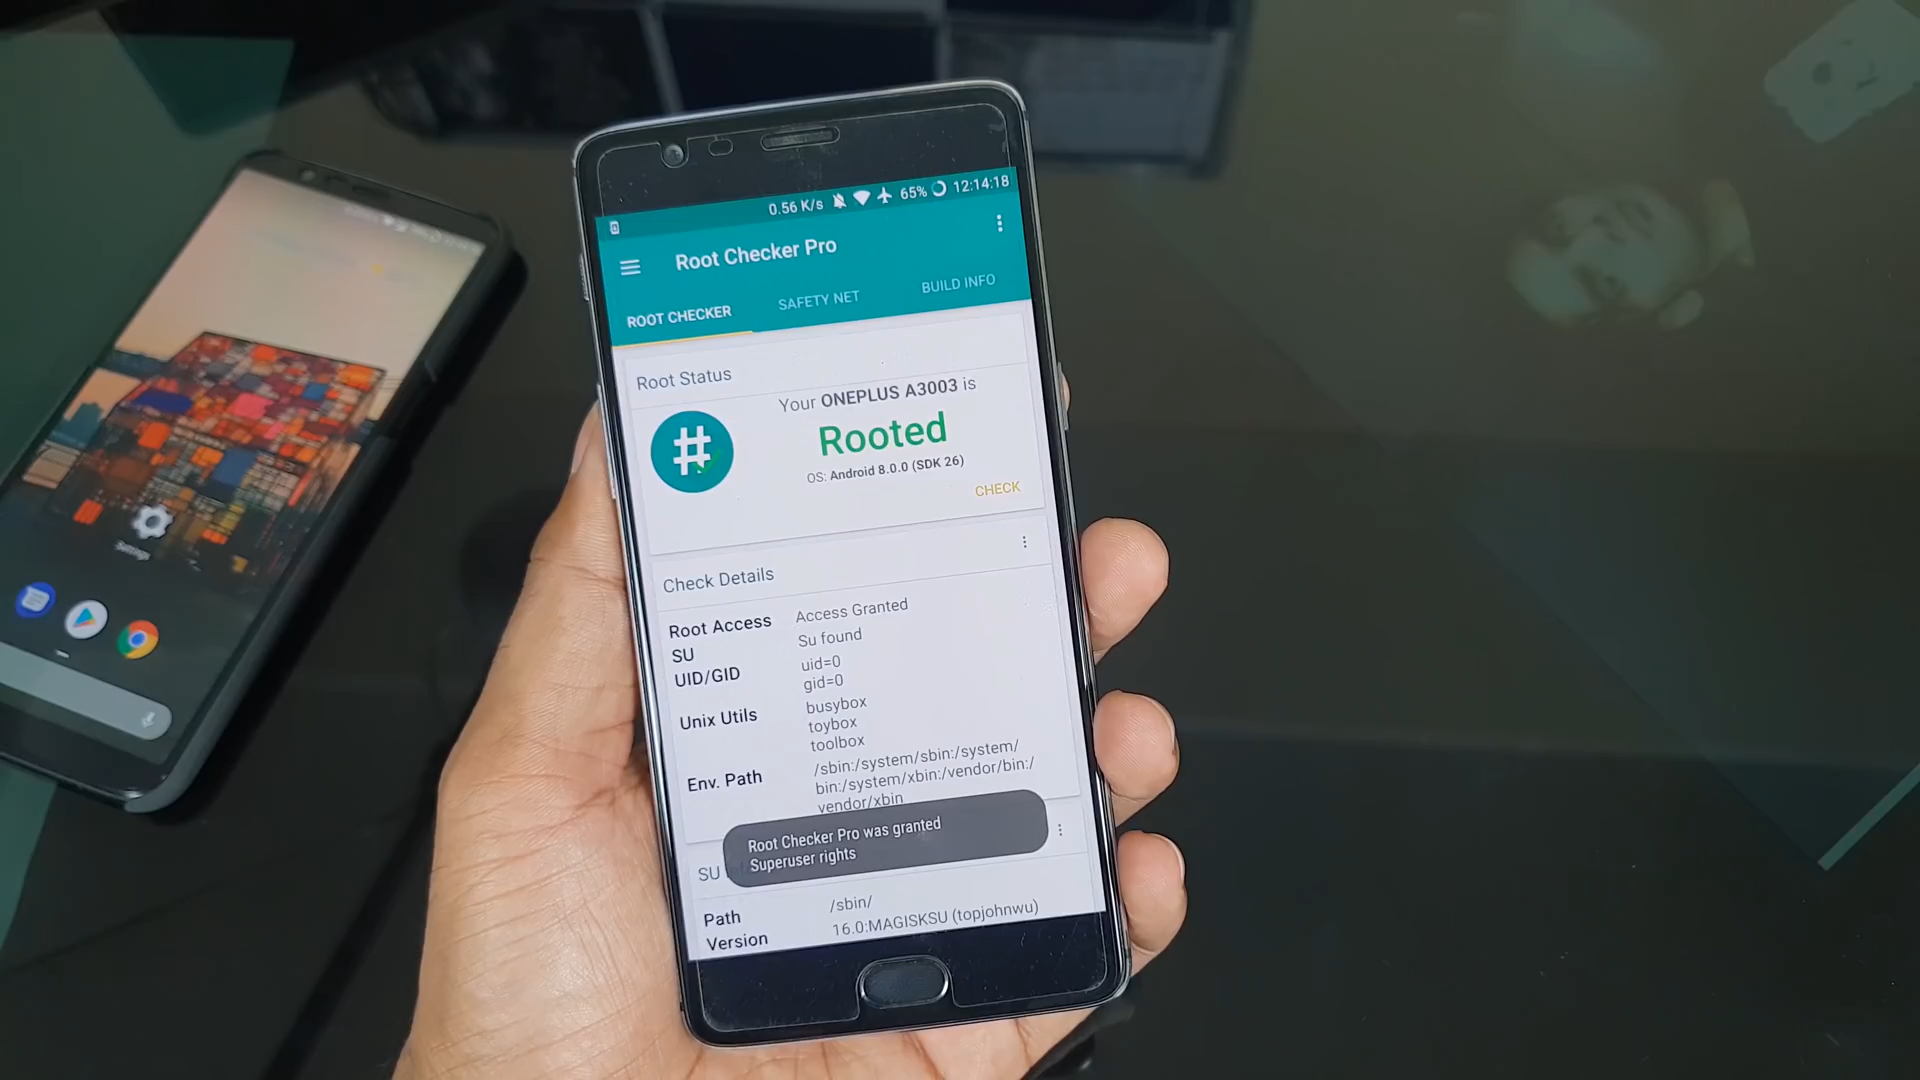 0.56 K/s 65% 12:14:18
Root Checker Pro
ROOT CHECKER SAFETY NET BUILD INFO
Root Status
Your ONEPLUS A3003 is
Rooted
OS: Android 8.0.0 (SDK 26)
CHECK
Check Details
Root Access Access Granted
SU Su found
UID/GID uid=0
gid=0
Unix Utils busybox
toybox
toolbox
Env. Path /sbin:/system/sbin:/system/
bin:/system/xbin:/vendor/bin:/
vendor/xbin
Root Checker Pro was granted
Superuser rights
SU
Path /sbin/
Version 16.0:MAGISKSU (topjohnwu)
Settings